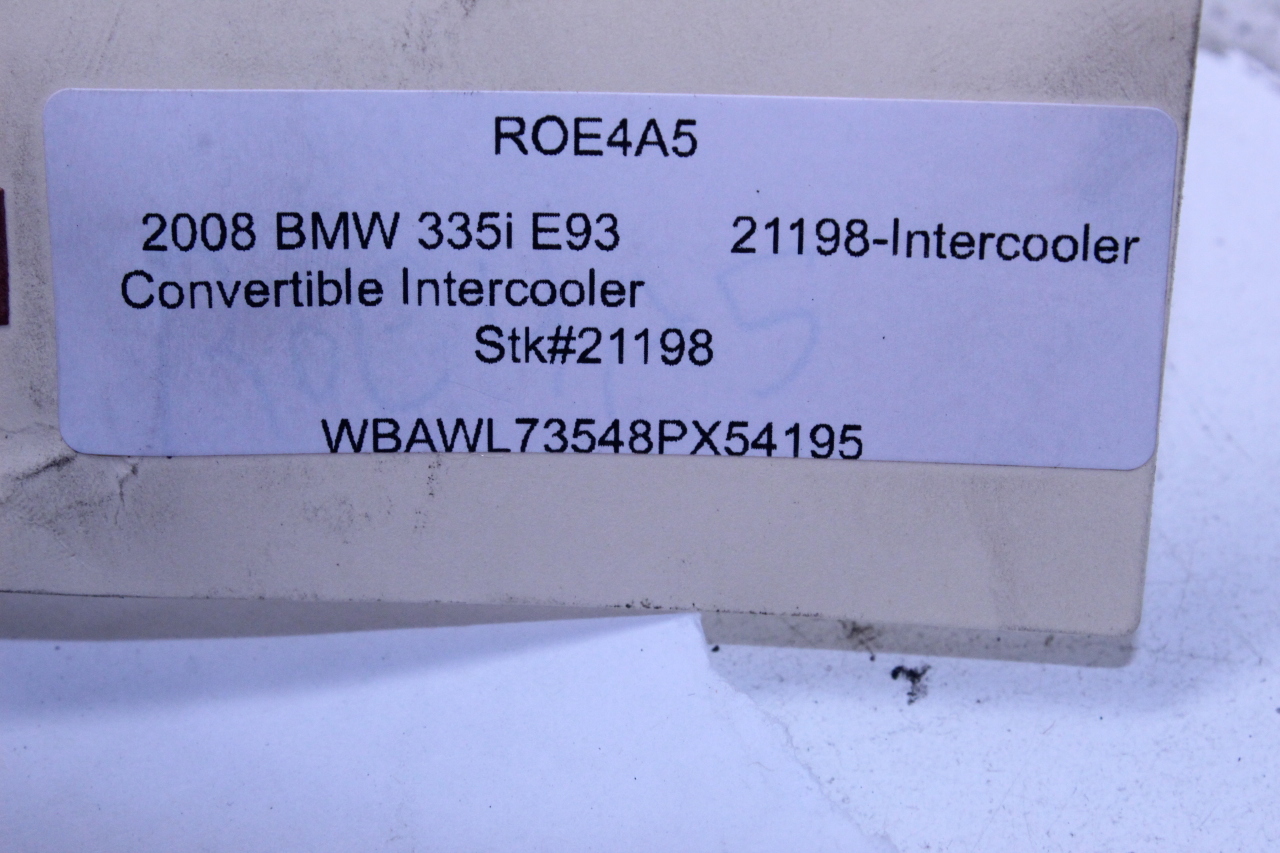 ROE4A5
2008 BMW 335i E93 21198-Intercooler
Convertible Intercooler
Stk#21198
WBAWL73548PX54195